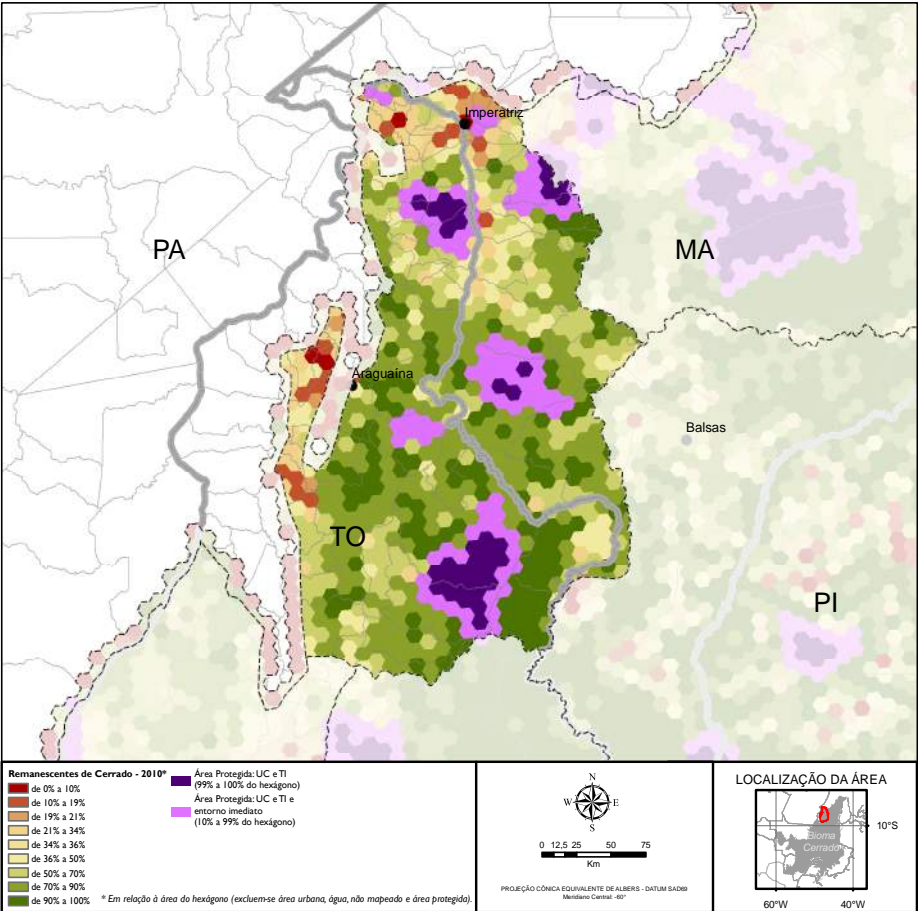 Imperatriz
PA
MA
Araguaína
Balsas
TO
PI
Remanescentes de Cerrado - 2010*
de 0% a 10%
de 10% a 19%
de 19% a 21%
de 21% a 34%
de 34% a 36%
de 36% a 50%
de 50% a 70%
de 70% a 90%
de 90% a 100%
Área Protegida: UC e TI
(99% a 100% do hexágono)
Área Protegida: UC e TI e
entorno imediato
(10% a 99% do hexágono)
* Em relação à área do hexágono (excluem-se área urbana, água, não mapeado e área protegida).
N
W E
S
0 12,5 25 50 75
Km
PROJEÇÃO CÔNICA EQUIVALENTE DE ALBERS - DATUM SAD69
Meridiano Central: -60°
LOCALIZAÇÃO DA ÁREA
10°S
Bioma
Cerrado
60°W 40°W